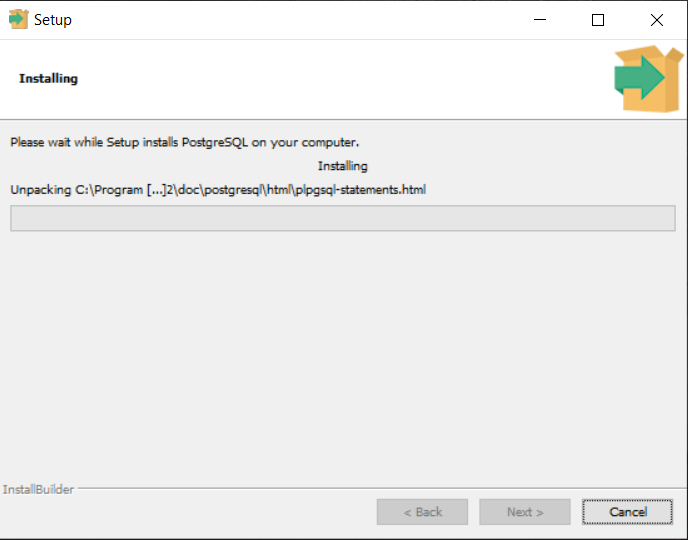 Setup
Installing
Please wait while Setup installs PostgreSQL on your computer.
Installing
Unpacking C:\Program [...]2\doc\postgresql\html\plpgsql-statements.html
InstallBuilder
< Back
Next >
Cancel